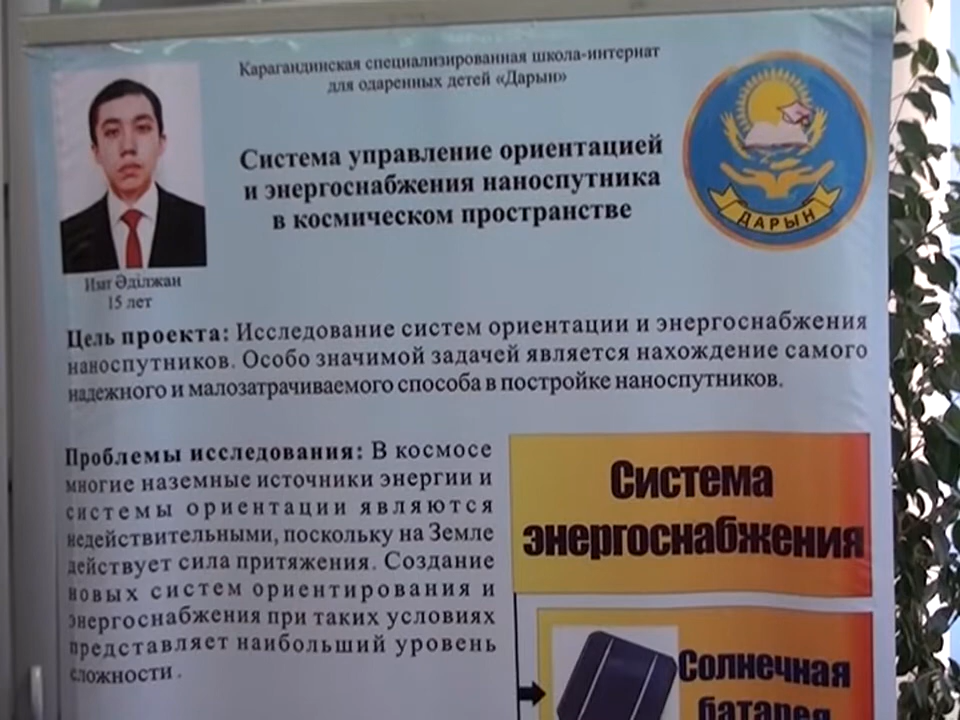 Карагандинская специализированная школа-интернат
для одаренных детей «Дарын»
Система управление ориентацией
и энергоснабжения наноспутника
в космическом пространстве
ДАРЫН
Әділжан
15 лет
Цель проекта: Исследование систем ориентации и энергоснабжения
наноспутников. Особо значимой задачей является нахождение самого
надежного и малозатрачиваемого способа в постройке наноспутников.
Проблемы исследования: В космосе
многие наземные источники энергии и
системы ориентации являются
недействительными, поскольку на Земле
действует сила притяжения. Создание
новых систем ориентирования и
энергоснабжения при таких условиях
представляет наибольший уровень
сложности.
Система
энергоснабжения
Солнечная
батарея